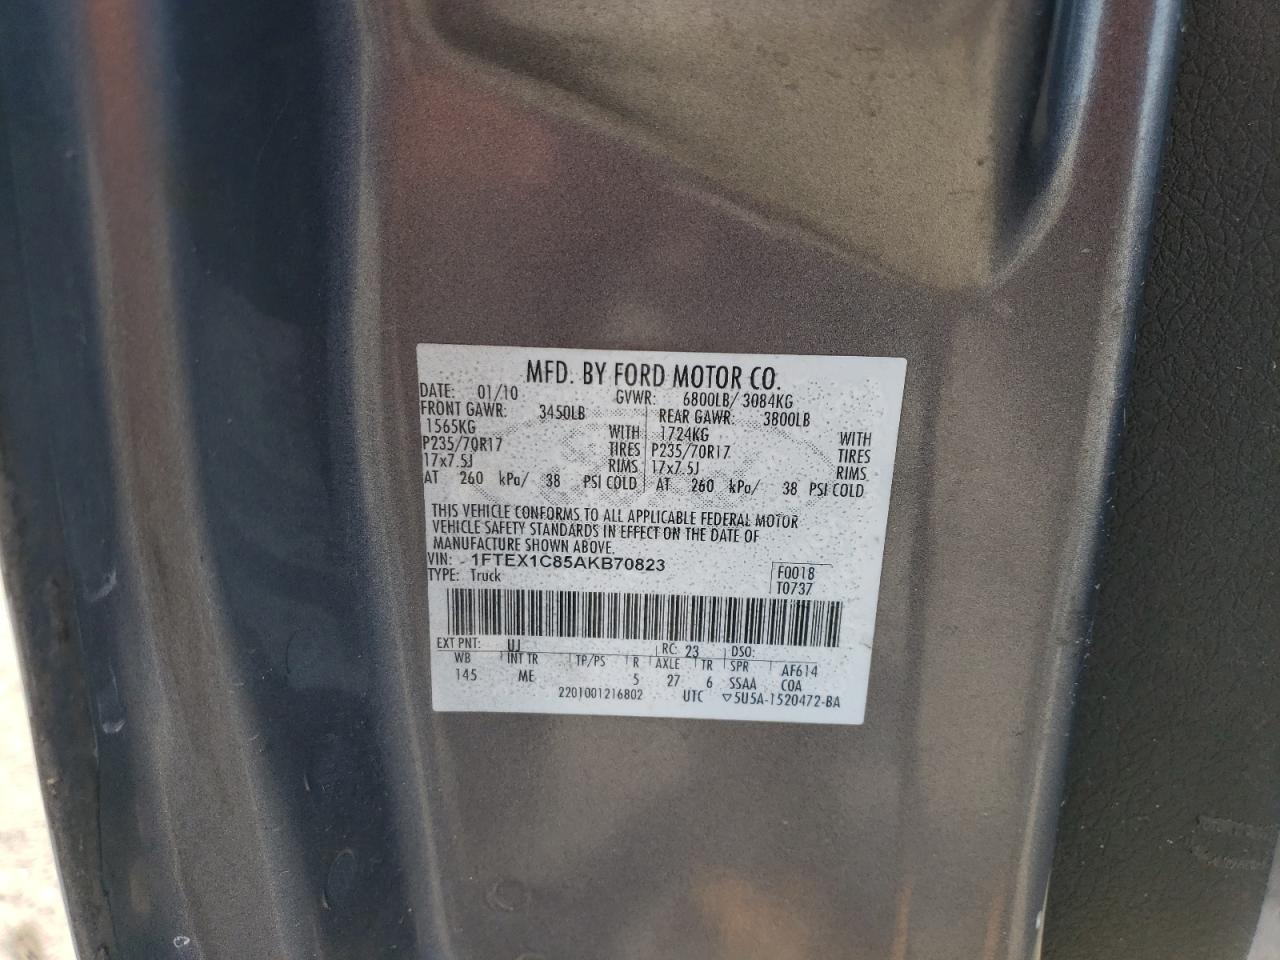 MFD. BY FORD MOTOR CO.
DATE: 01/10 GVWR: 6800LB/ 3084KG
FRONT GAWR: 3450LB REAR GAWR: 3800LB
1565KG WITH 1724KG WITH
P235/70R17 TIRES P235/70R17 TIRES
17x7.5J RIMS 17x7.5J RIMS
AT 260 kPa/ 38 PSI COLD AT 260 kPa/ 38 PSI COLD
THIS VEHICLE CONFORMS TO ALL APPLICABLE FEDERAL MOTOR
VEHICLE SAFETY STANDARDS IN EFFECT ON THE DATE OF
MANUFACTURE SHOWN ABOVE.
VIN: 1FTEX1C85AKB70823 F0018
TYPE: Truck T0737
EXT PNT: UJ RC: 23 DSO:
WB INT TR TP/PS R AXLE TR SPR AF614
145 ME 5 27 6 SSAA COA
2201001216802 UTC ▽5U5A-1520472-BA